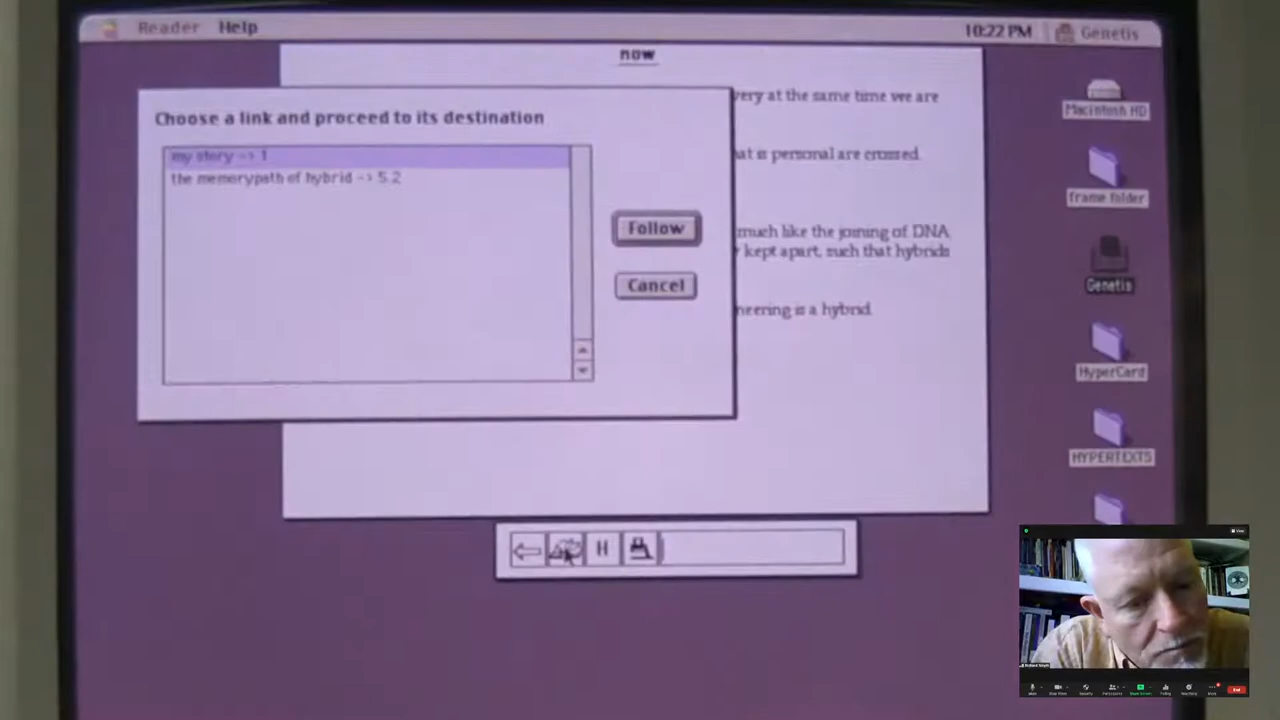 Reader Help 10:22 PM Genetis
now
very at the same time we are
Choose a link and proceed to its destination
my story -> 1
at is personal are crossed.
the memorypath of hybrid -> 5.2
Follow
much like the joining of DNA
kept apart, such that hybrids
Cancel
neering is a hybrid.
H
Macintosh HD
frame folder
Genetis
HyperCard
HYPERTEXTS